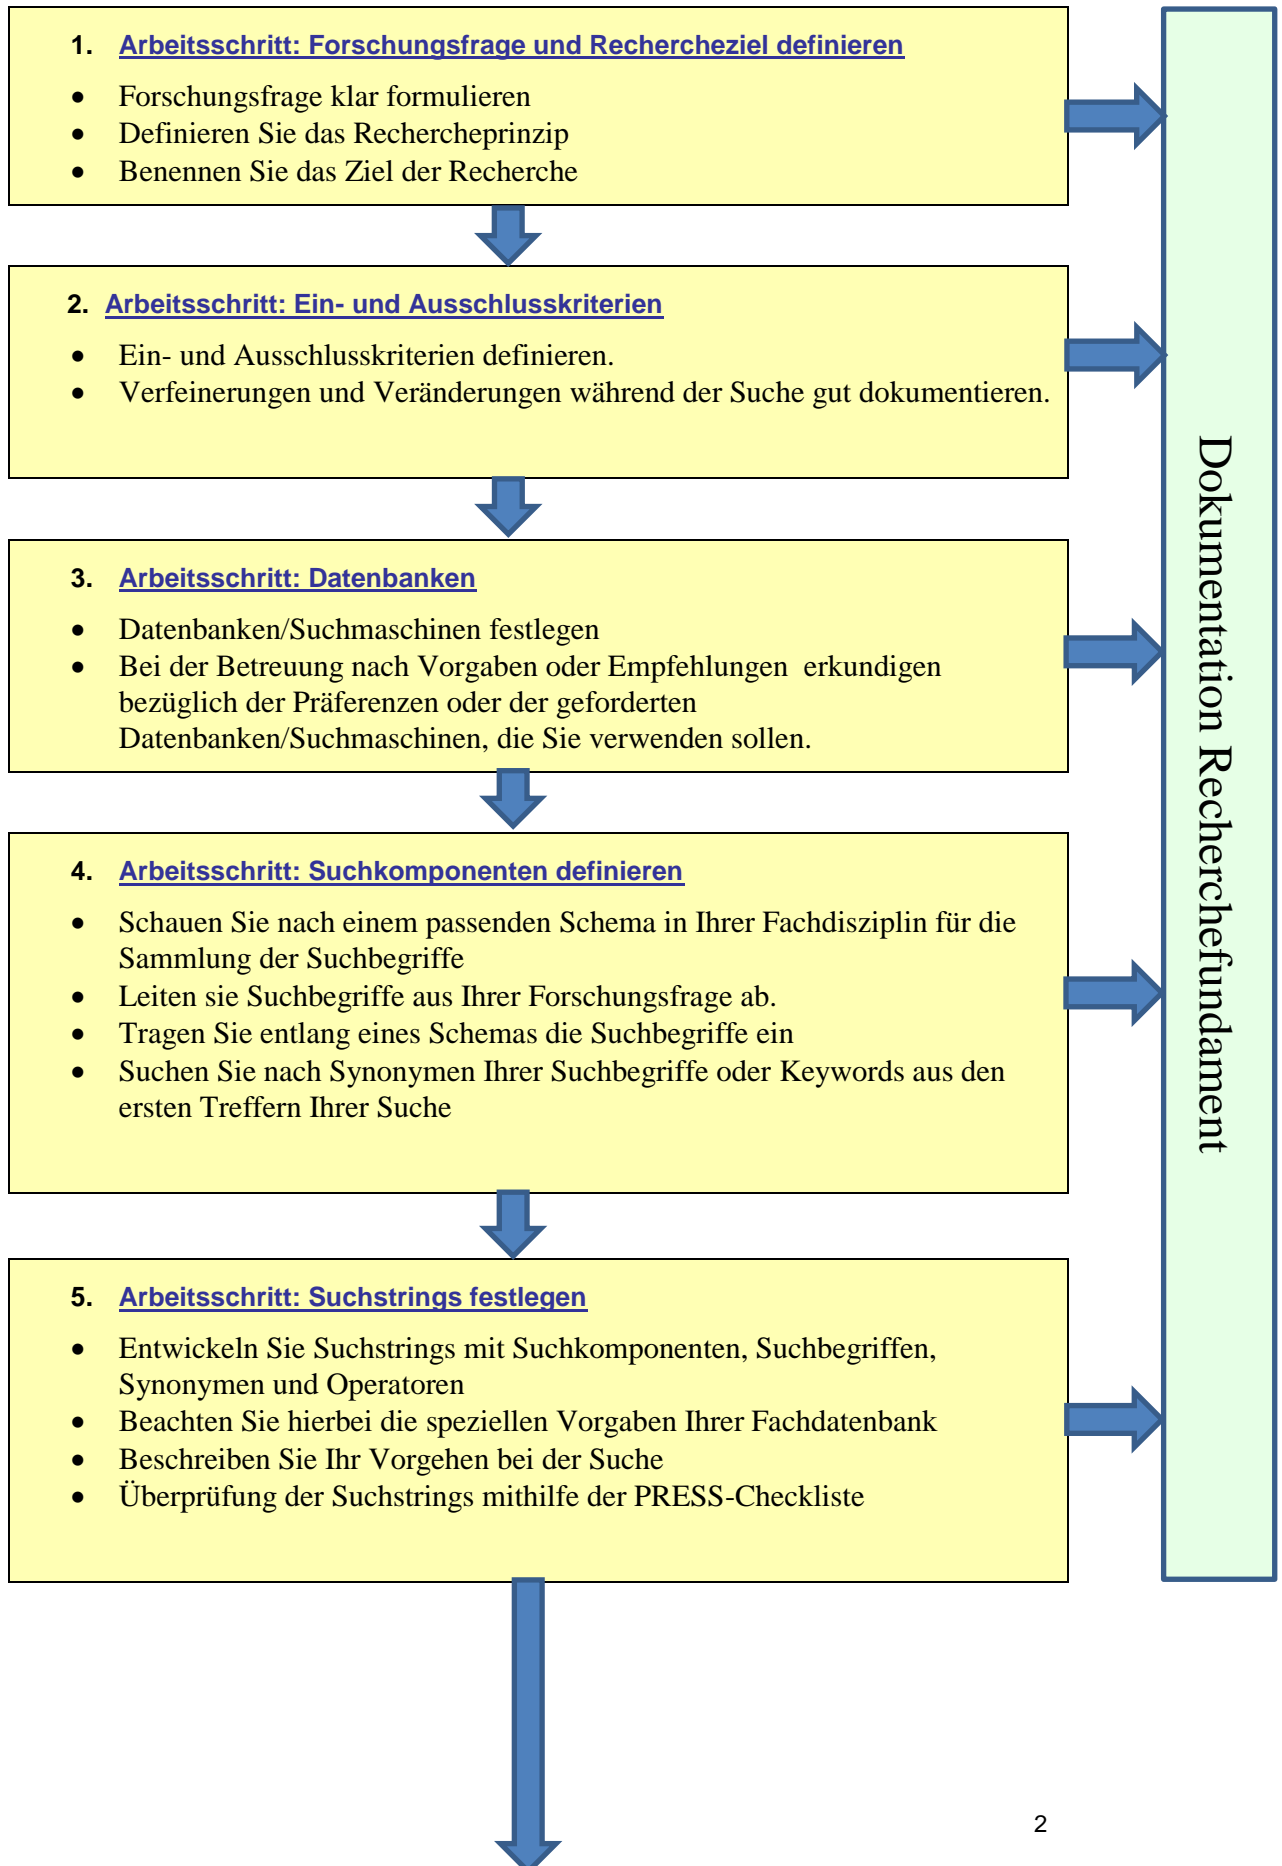 1. Arbeitsschritt: Forschungsfrage und Rechercheziel definieren
• Forschungsfrage klar formulieren
• Definieren Sie das Rechercheprinzip
• Benennen Sie das Ziel der Recherche
2. Arbeitsschritt: Ein- und Ausschlusskriterien
• Ein- und Ausschlusskriterien definieren.
• Verfeinerungen und Veränderungen während der Suche gut dokumentieren.
3. Arbeitsschritt: Datenbanken
• Datenbanken/Suchmaschinen festlegen
• Bei der Betreuung nach Vorgaben oder Empfehlungen  erkundigen
bezüglich der Präferenzen oder der geforderten
Datenbanken/Suchmaschinen, die Sie verwenden sollen.
4. Arbeitsschritt: Suchkomponenten definieren
• Schauen Sie nach einem passenden Schema in Ihrer Fachdisziplin für die
Sammlung der Suchbegriffe
• Leiten sie Suchbegriffe aus Ihrer Forschungsfrage ab.
• Tragen Sie entlang eines Schemas die Suchbegriffe ein
• Suchen Sie nach Synonymen Ihrer Suchbegriffe oder Keywords aus den
ersten Treffern Ihrer Suche
5. Arbeitsschritt: Suchstrings festlegen
• Entwickeln Sie Suchstrings mit Suchkomponenten, Suchbegriffen,
Synonymen und Operatoren
• Beachten Sie hierbei die speziellen Vorgaben Ihrer Fachdatenbank
• Beschreiben Sie Ihr Vorgehen bei der Suche
• Überprüfung der Suchstrings mithilfe der PRESS-Checkliste
Dokumentation Recherchefundament
2